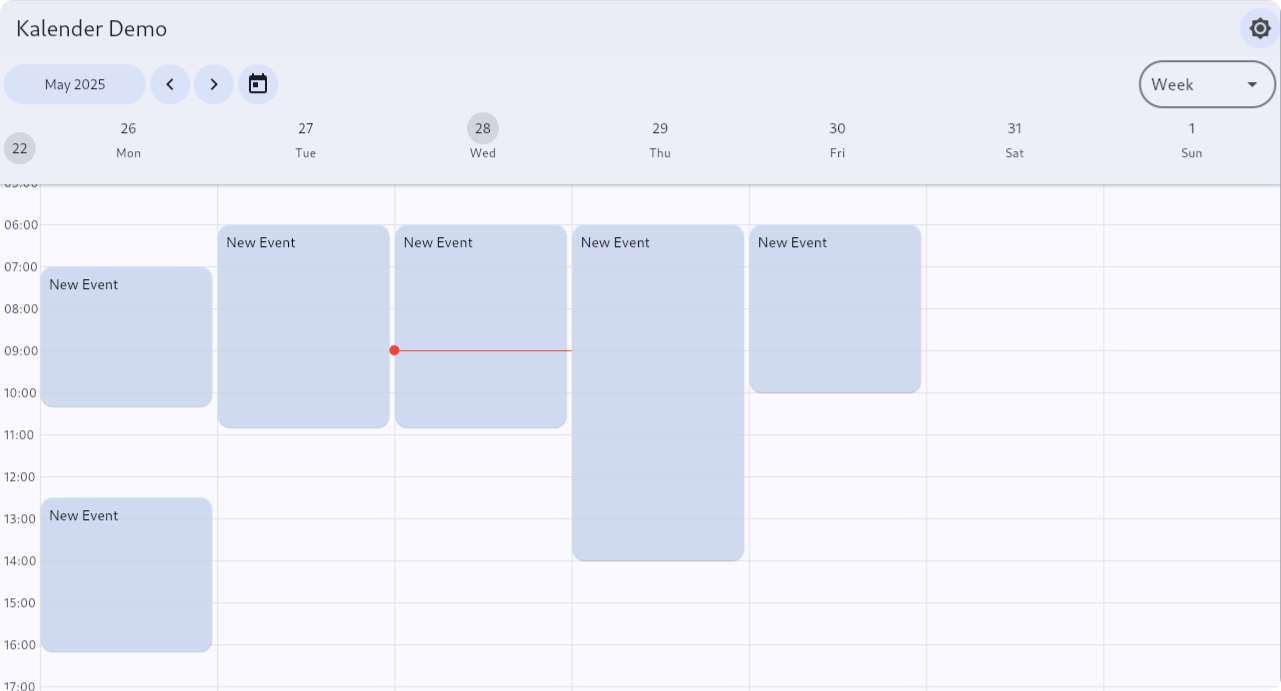 Kalender Demo
May 2025
Week
22
26 27 28 29 30 31 1
Mon Tue Wed Thu Fri Sat Sun
05:00
06:00
New Event New Event New Event New Event
07:00
New Event
08:00
09:00
10:00
11:00
12:00
13:00
New Event
14:00
15:00
16:00
17:00